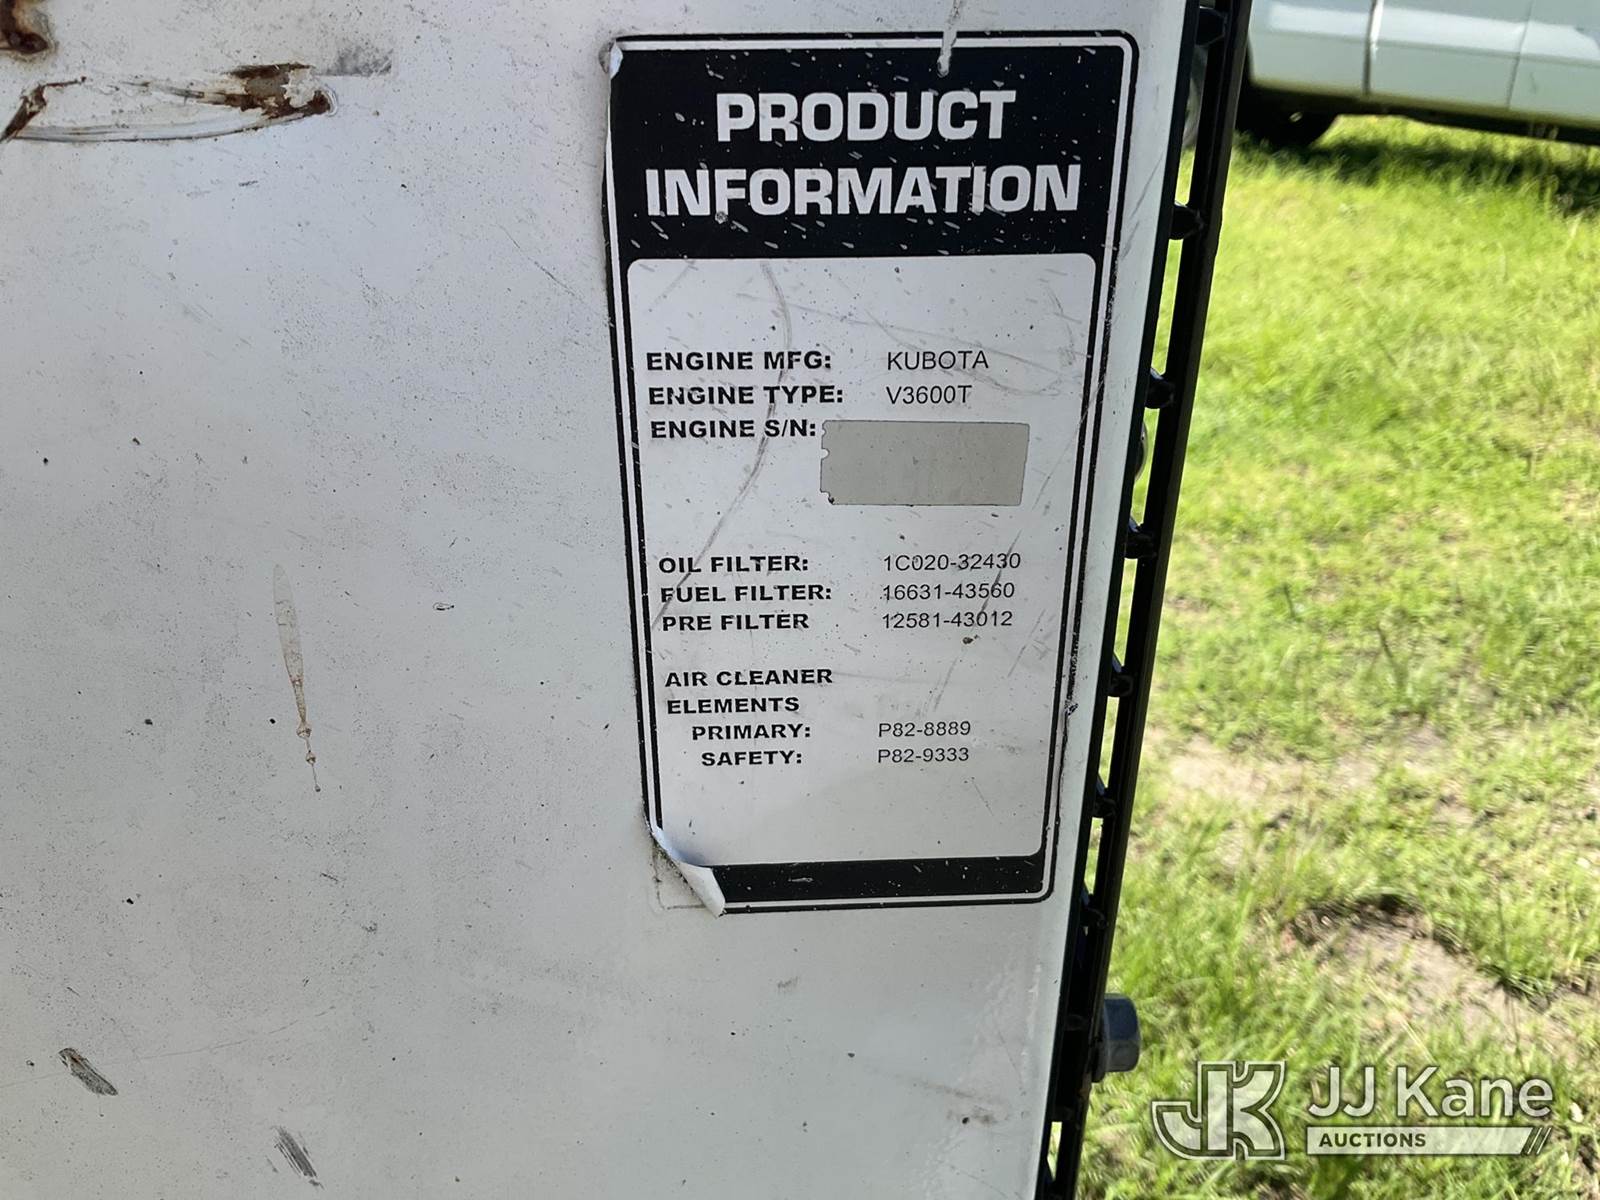 PRODUCT
INFORMATION
ENGINE MFG: KUBOTA
ENGINE TYPE: V3600T
ENGINE S/N:
OIL FILTER: 1C020-32430
FUEL FILTER: 16631-43560
PRE FILTER 12581-43012
AIR CLEANER
ELEMENTS
PRIMARY: P82-8889
SAFETY: P82-9333
JK JJ Kane
AUCTIONS